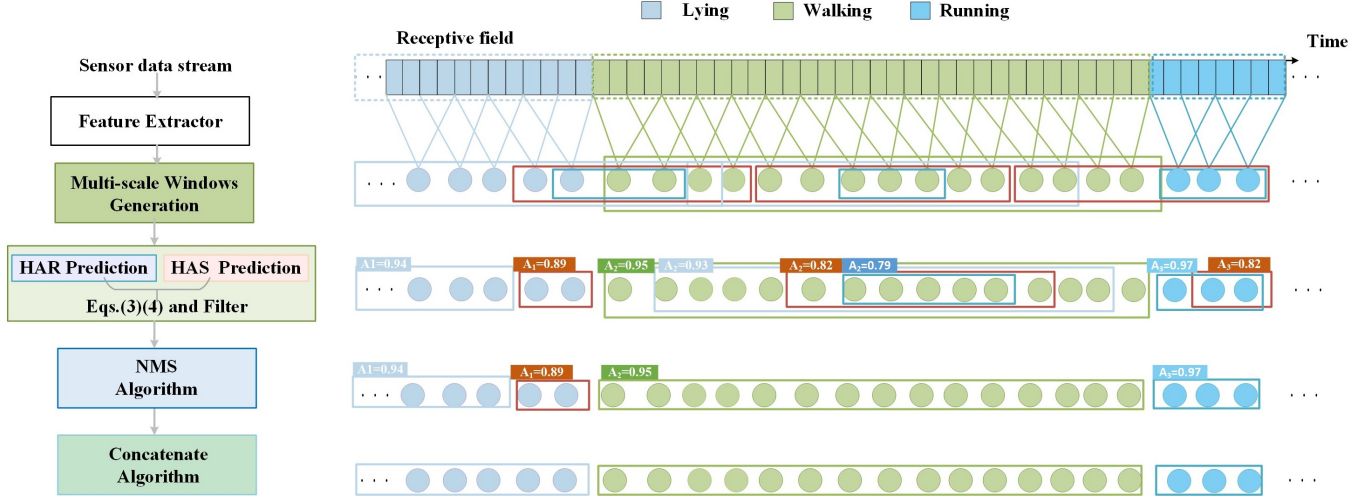 Lying
Walking
Running
Receptive field
Time
Sensor data stream
. . .
. . .
Feature Extractor
Multi-scale Windows
Generation
. . .
. . .
HAR Prediction
HAS Prediction
Eqs.(3)(4) and Filter
A1=0.94
A₁=0.89
A₂=0.95
A₂=0.93
A₂=0.82
A₂=0.79
A₃=0.97
A₃=0.82
. . .
. . .
NMS
Algorithm
A1=0.94
A₁=0.89
A₂=0.95
A₃=0.97
. . .
. . .
Concatenate
Algorithm
. . .
. . .